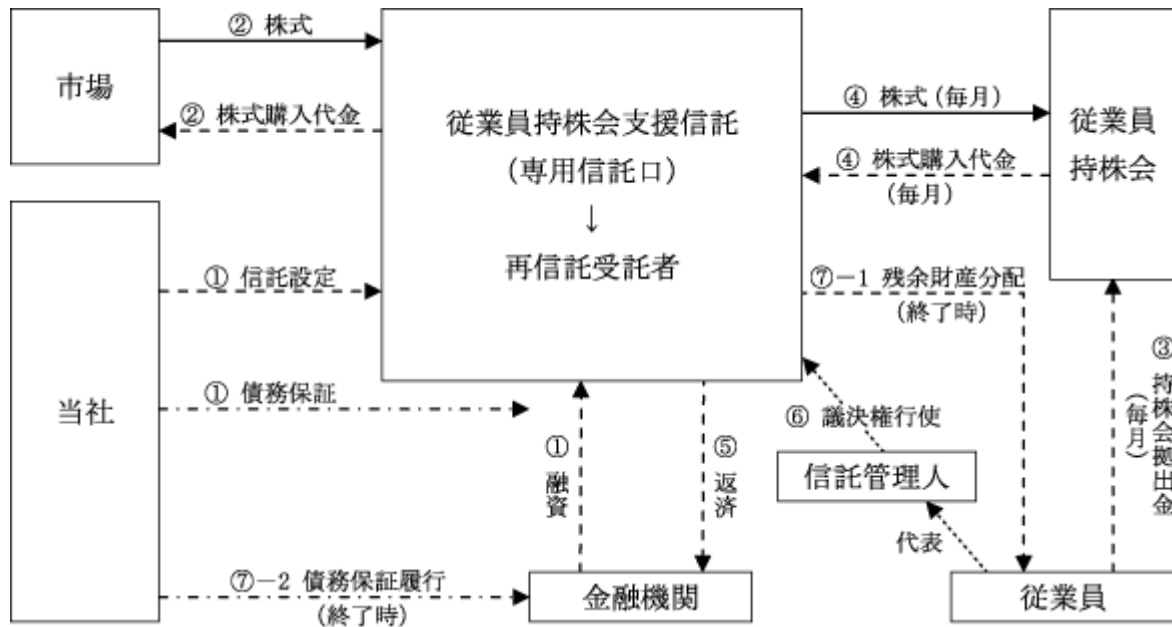 ② 株式
市場
② 株式購入代金
従業員持株会支援信託
(専用信託口)
↓
再信託受託者
④ 株式(毎月)
④ 株式購入代金
(毎月)
従業員
持株会
① 信託設定
⑦-1 残余財産分配
(終了時)
① 債務保証
当社
① 融資
⑤ 返済
⑥ 議決権行使
信託管理人
代表
③ 持株会拠出金
(毎月)
⑦-2 債務保証履行
(終了時)
金融機関
従業員